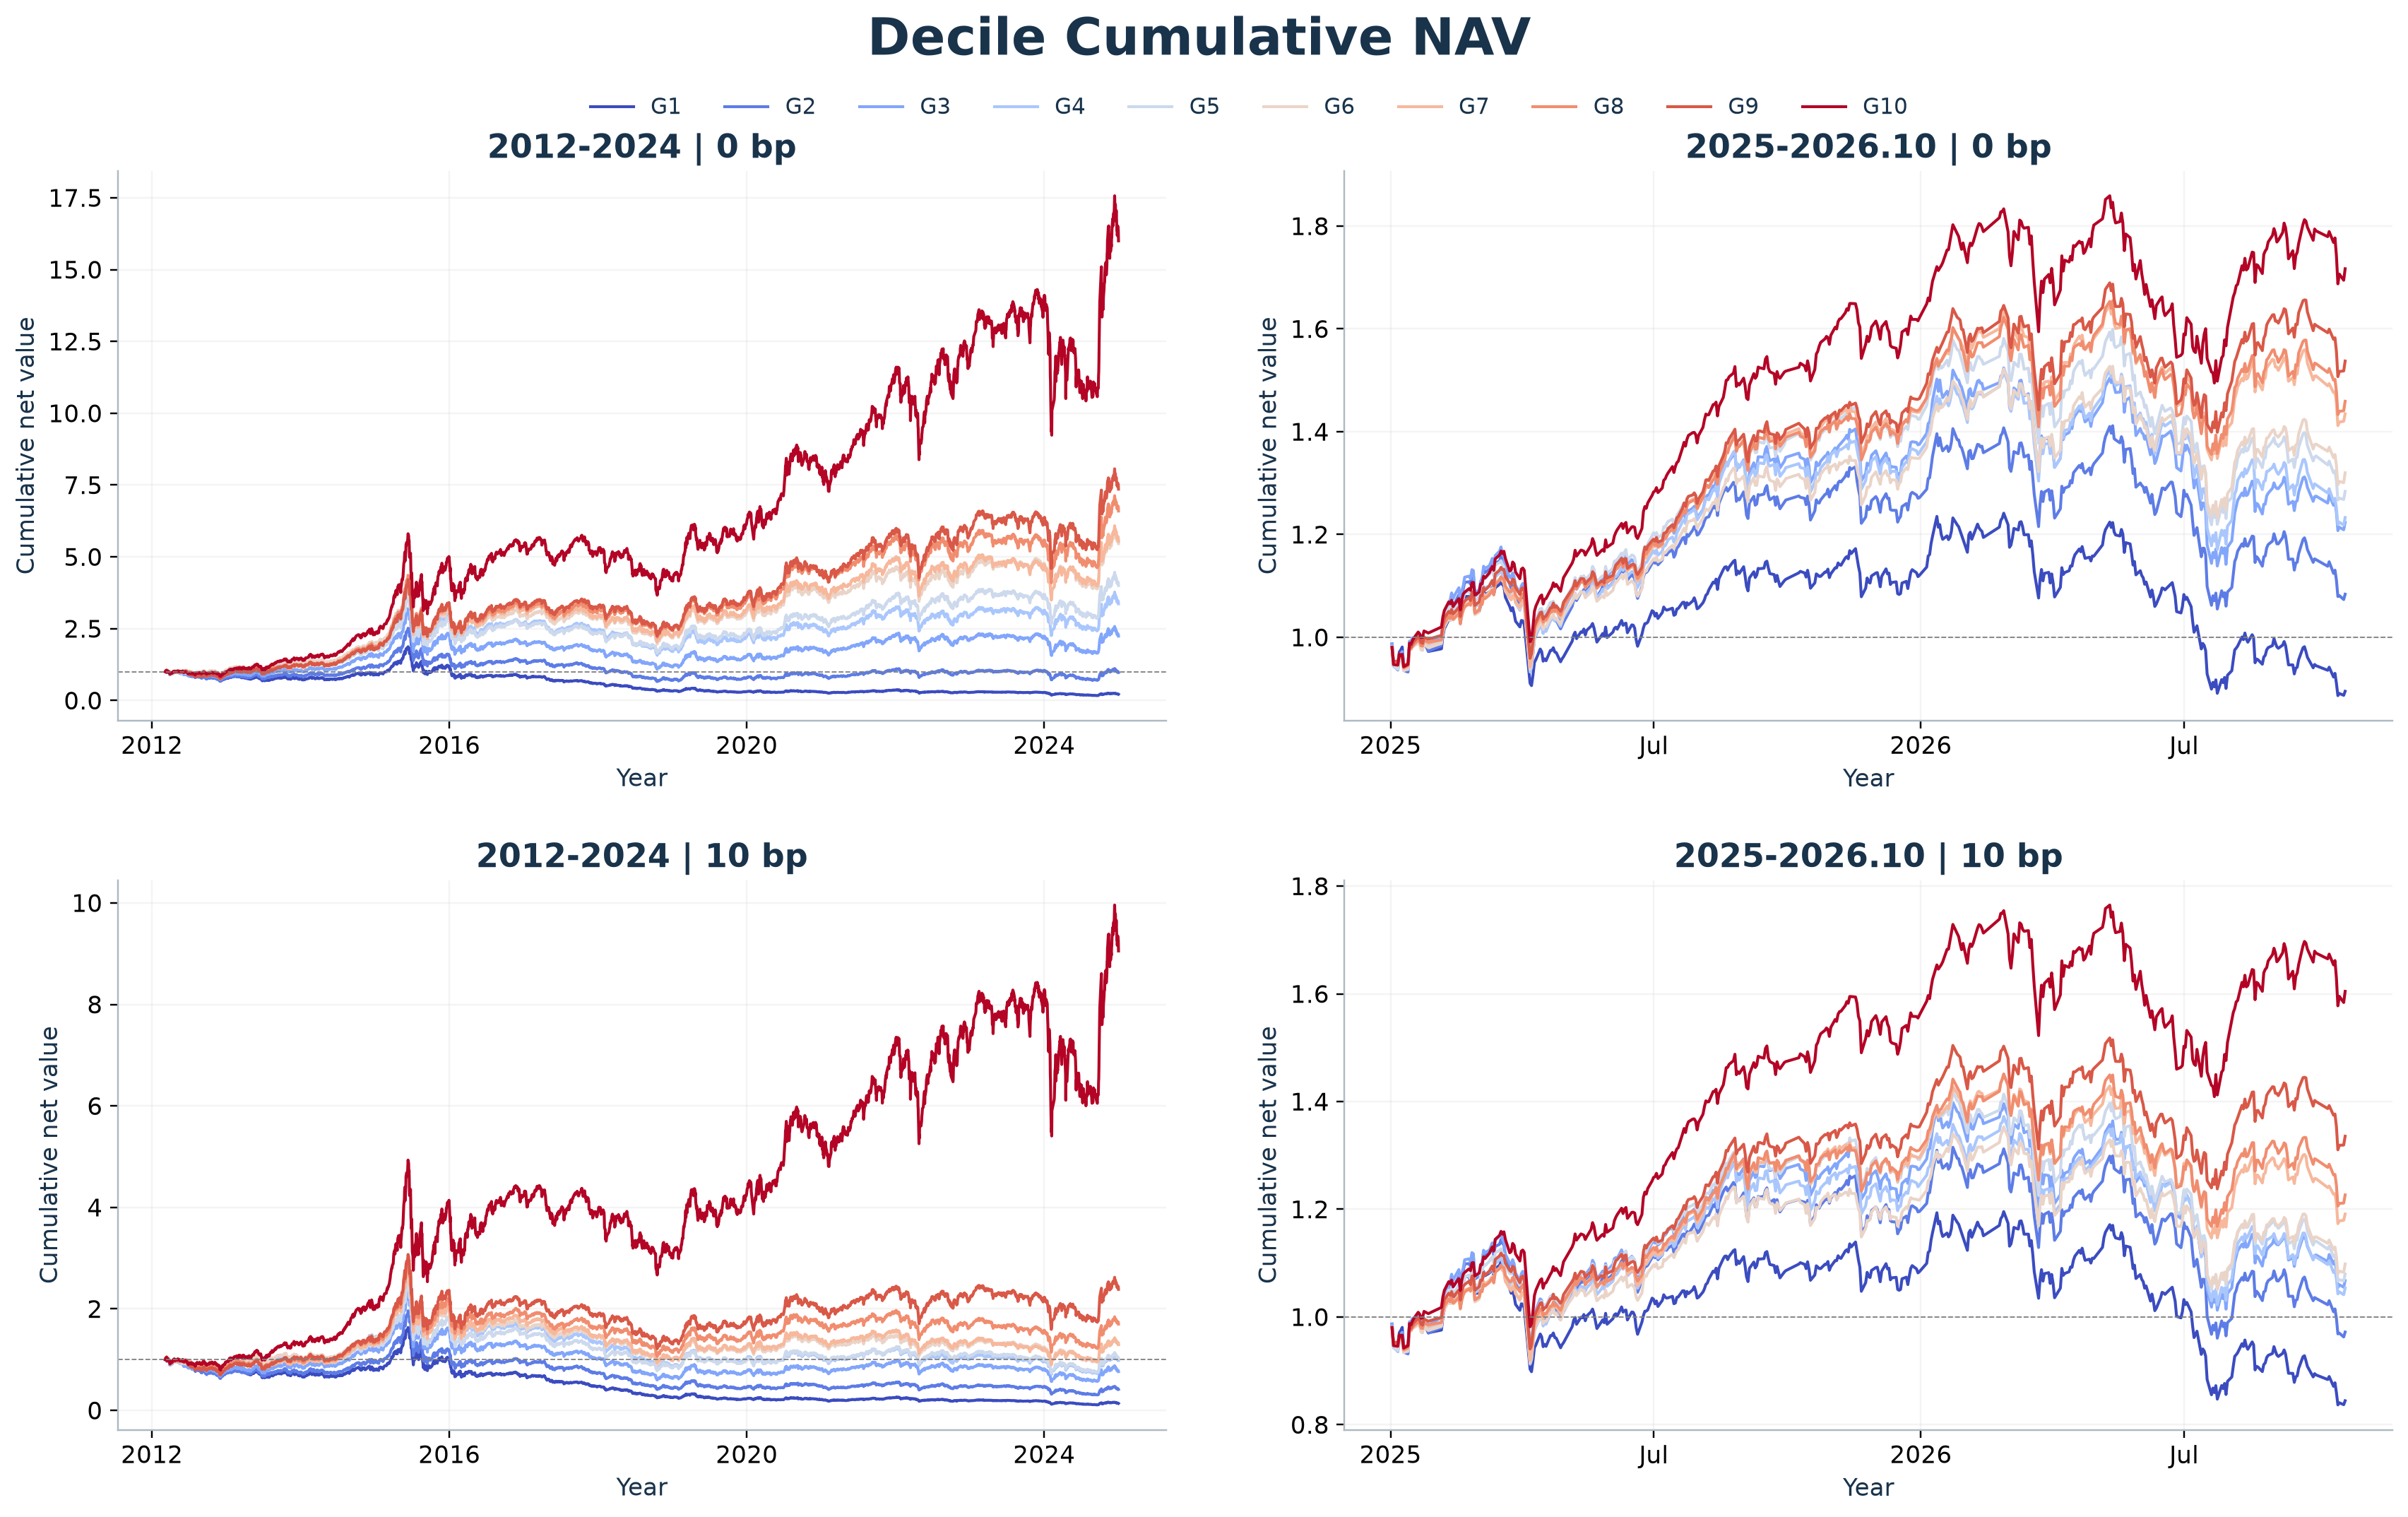 Decile Cumulative NAV
G1 G2 G3 G4 G5 G6 G7 G8 G9 G10
2012-2024 | 0 bp
Cumulative net value
17.5
15.0
12.5
10.0
7.5
5.0
2.5
0.0
2012 2016 2020 2024
Year
2025-2026.10 | 0 bp
Cumulative net value
1.8
1.6
1.4
1.2
1.0
2025 Jul 2026 Jul
Year
2012-2024 | 10 bp
Cumulative net value
10
8
6
4
2
0
2012 2016 2020 2024
Year
2025-2026.10 | 10 bp
Cumulative net value
1.8
1.6
1.4
1.2
1.0
0.8
2025 Jul 2026 Jul
Year